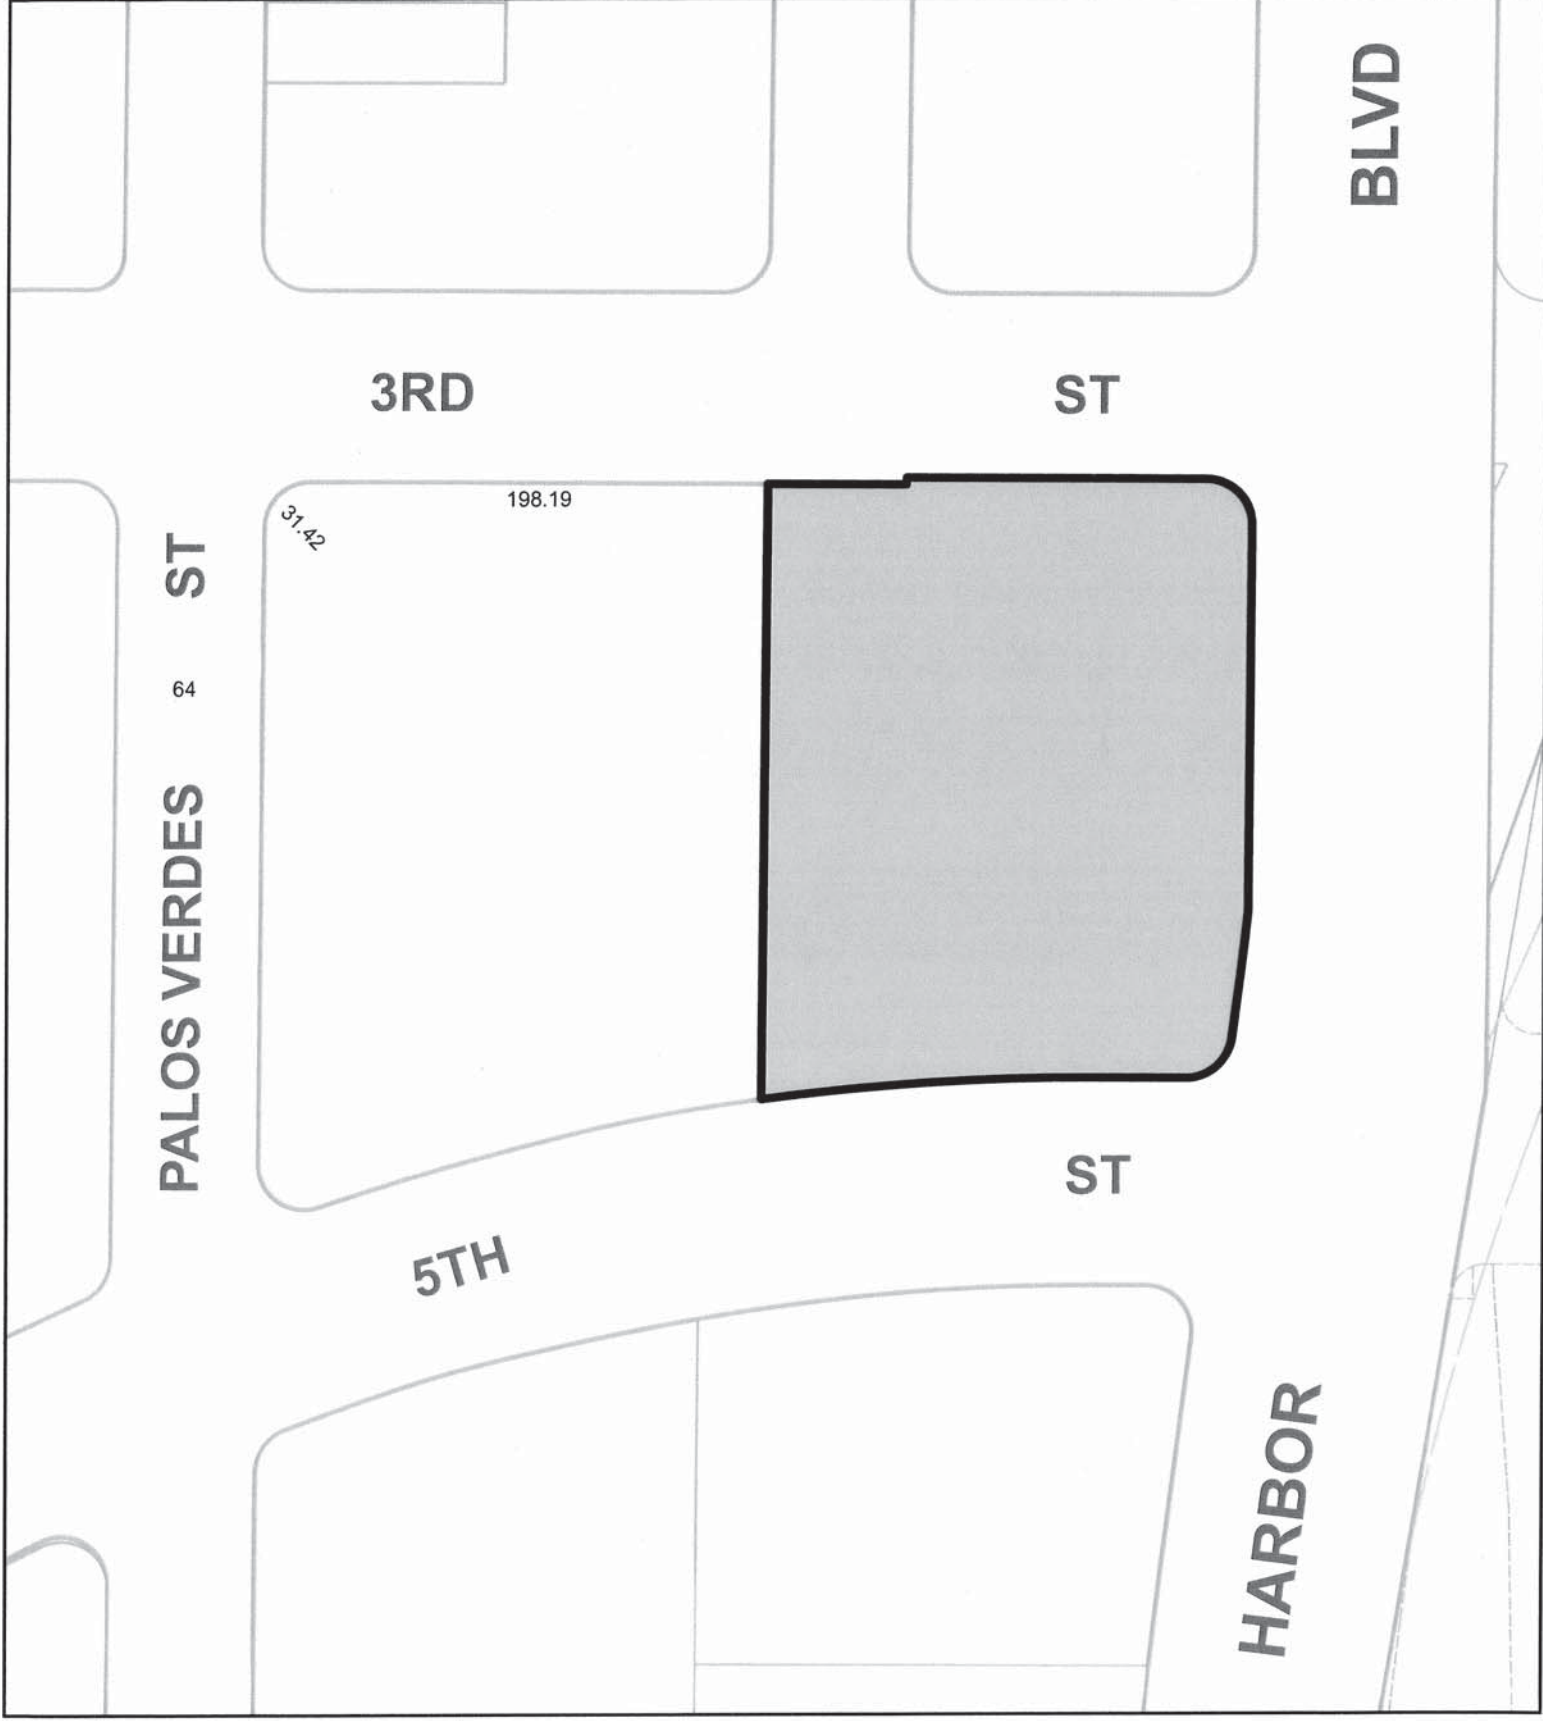 BLVD
3RD ST
198.19
31.42
PALOS VERDES ST
64
5TH ST
HARBOR